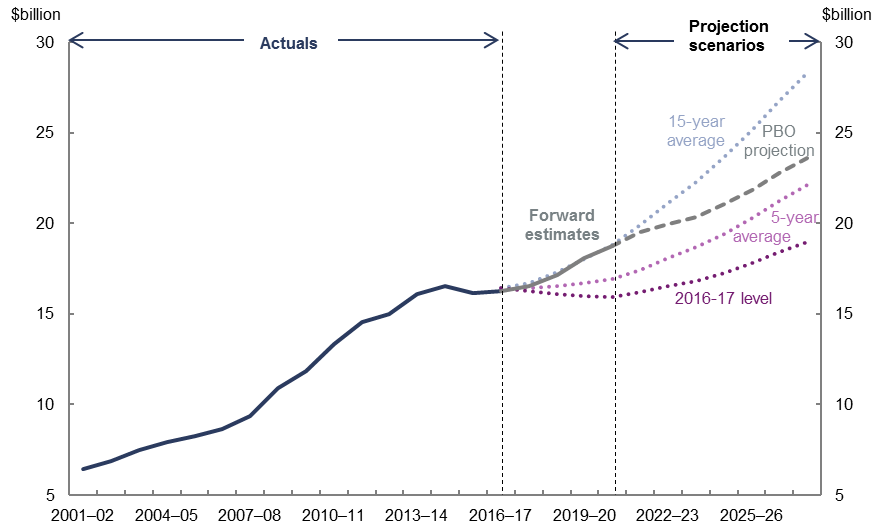 $billion
$billion
30
30
Actuals
Projection
scenarios
25
25
15-year
average
PBO
projection
20
20
Forward
estimates
5-year
average
15
15
2016-17 level
10
10
5
5
2001–02
2004–05
2007–08
2010–11
2013–14
2016–17
2019–20
2022–23
2025–26